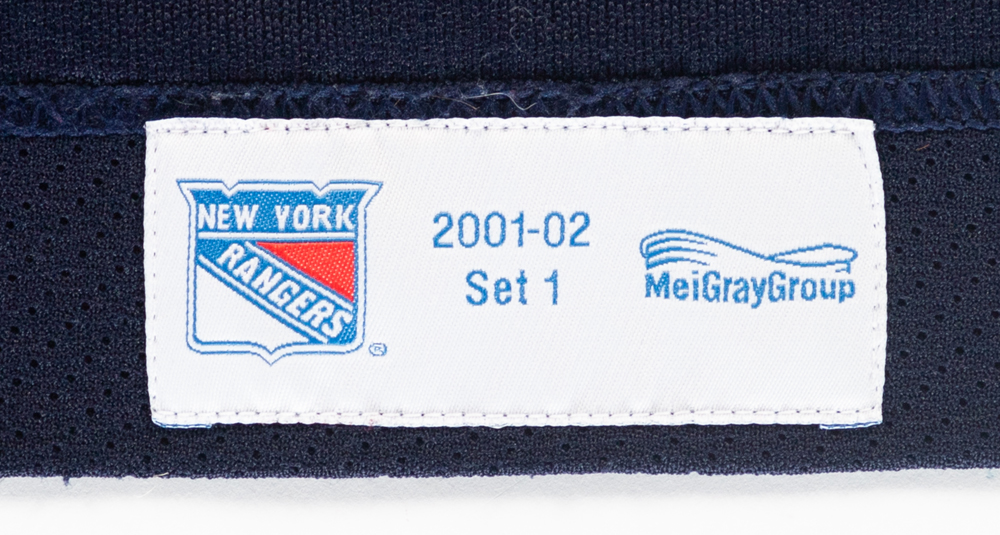 NEW YORK
RANGERS
®
2001-02
Set 1
MeiGrayGroup